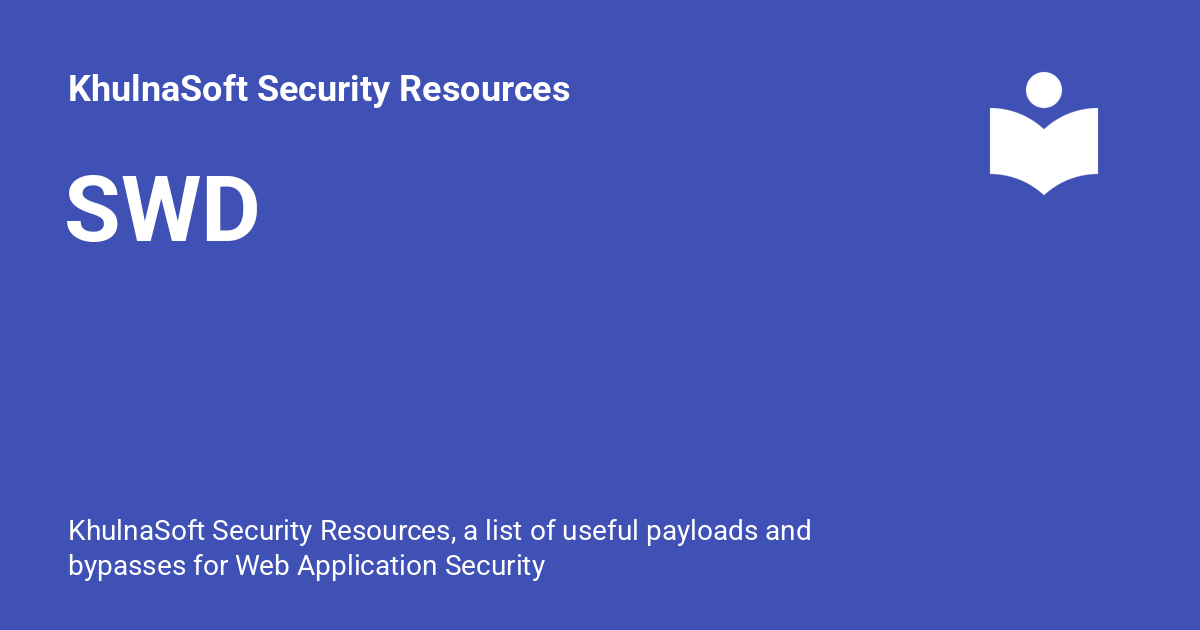 KhulnaSoft Security Resources
SWD
KhulnaSoft Security Resources, a list of useful payloads and
bypasses for Web Application Security